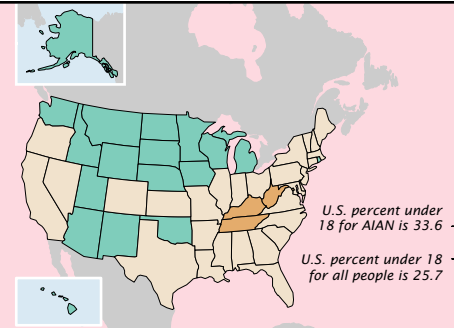 U.S. percent under
18 for AIAN is 33.6
U.S. percent under 18
for all people is 25.7